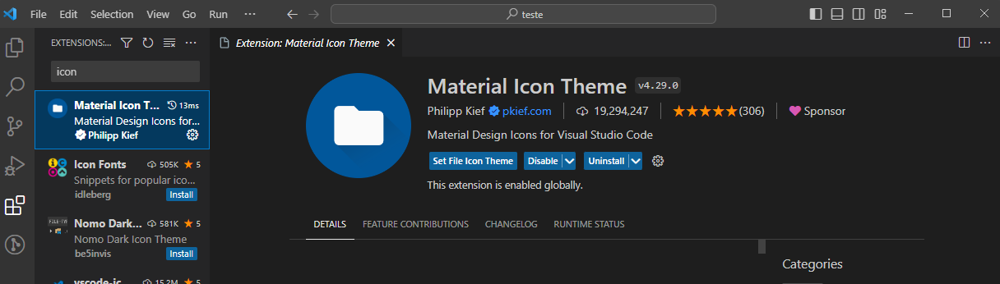 File Edit Selection View Go Run ··· teste
EXTENSIONS:... ···
Extension: Material Icon Theme
icon
Material Icon T... 13ms
Material Design Icons for...
Philipp Kief
Icon Fonts 505K 5
Snippets for popular ico...
idleberg Install
Nomo Dark... 581K 5
Nomo Dark Icon Theme
be5invis Install
vscode-ic... 15.2M 5
Material Icon Theme v4.29.0
Philipp Kief pkief.com 19,294,247 (306) Sponsor
Material Design Icons for Visual Studio Code
Set File Icon Theme Disable Uninstall
This extension is enabled globally.
DETAILS FEATURE CONTRIBUTIONS CHANGELOG RUNTIME STATUS
Categories